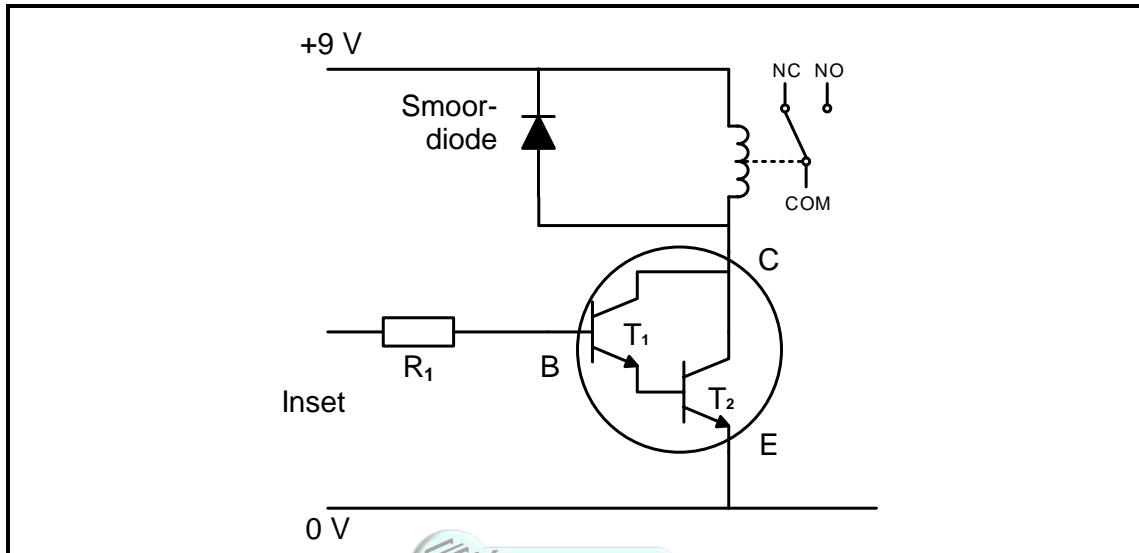 +9 V
NC NO
Smoor-
diode
COM
C
T₁
R₁
B
T₂
Inset
E
0 V